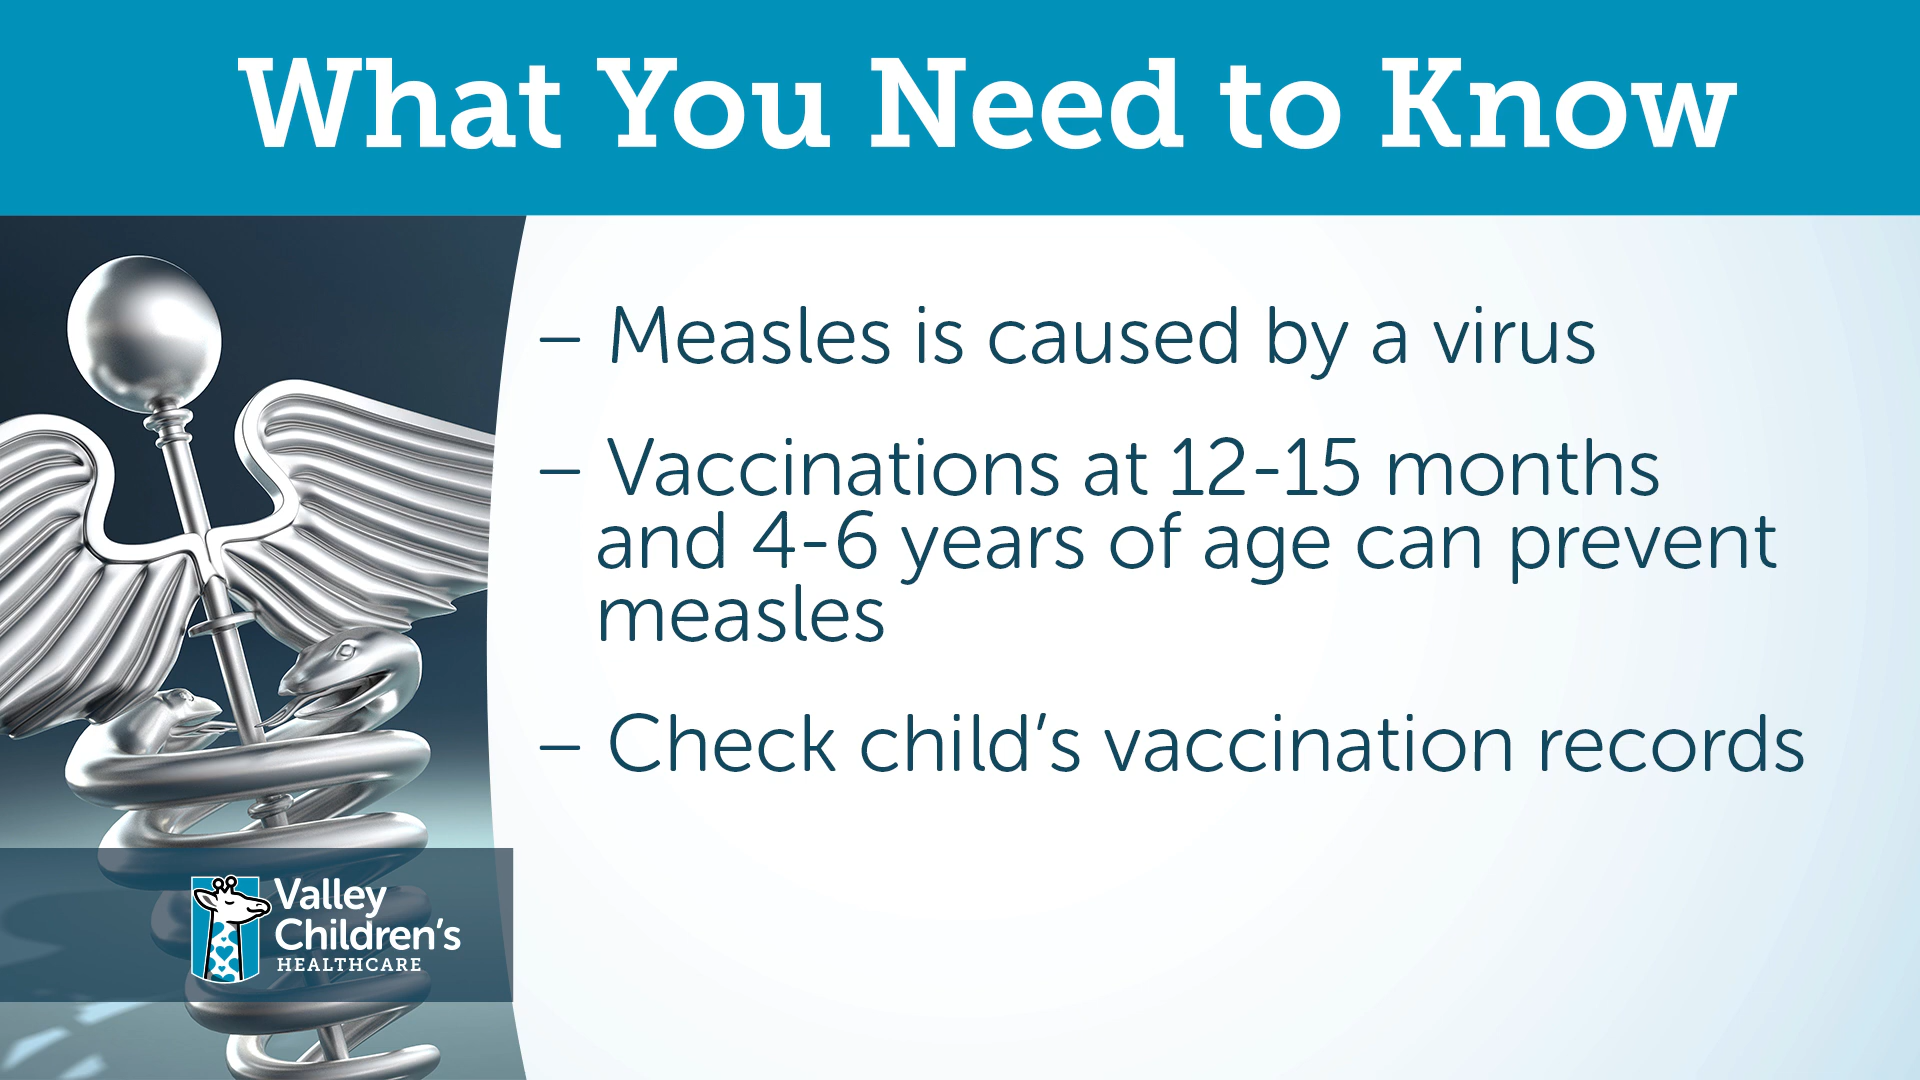 What You Need to Know
– Measles is caused by a virus
– Vaccinations at 12-15 months
and 4-6 years of age can prevent
measles
– Check child’s vaccination records
Valley
Children’s
HEALTHCARE